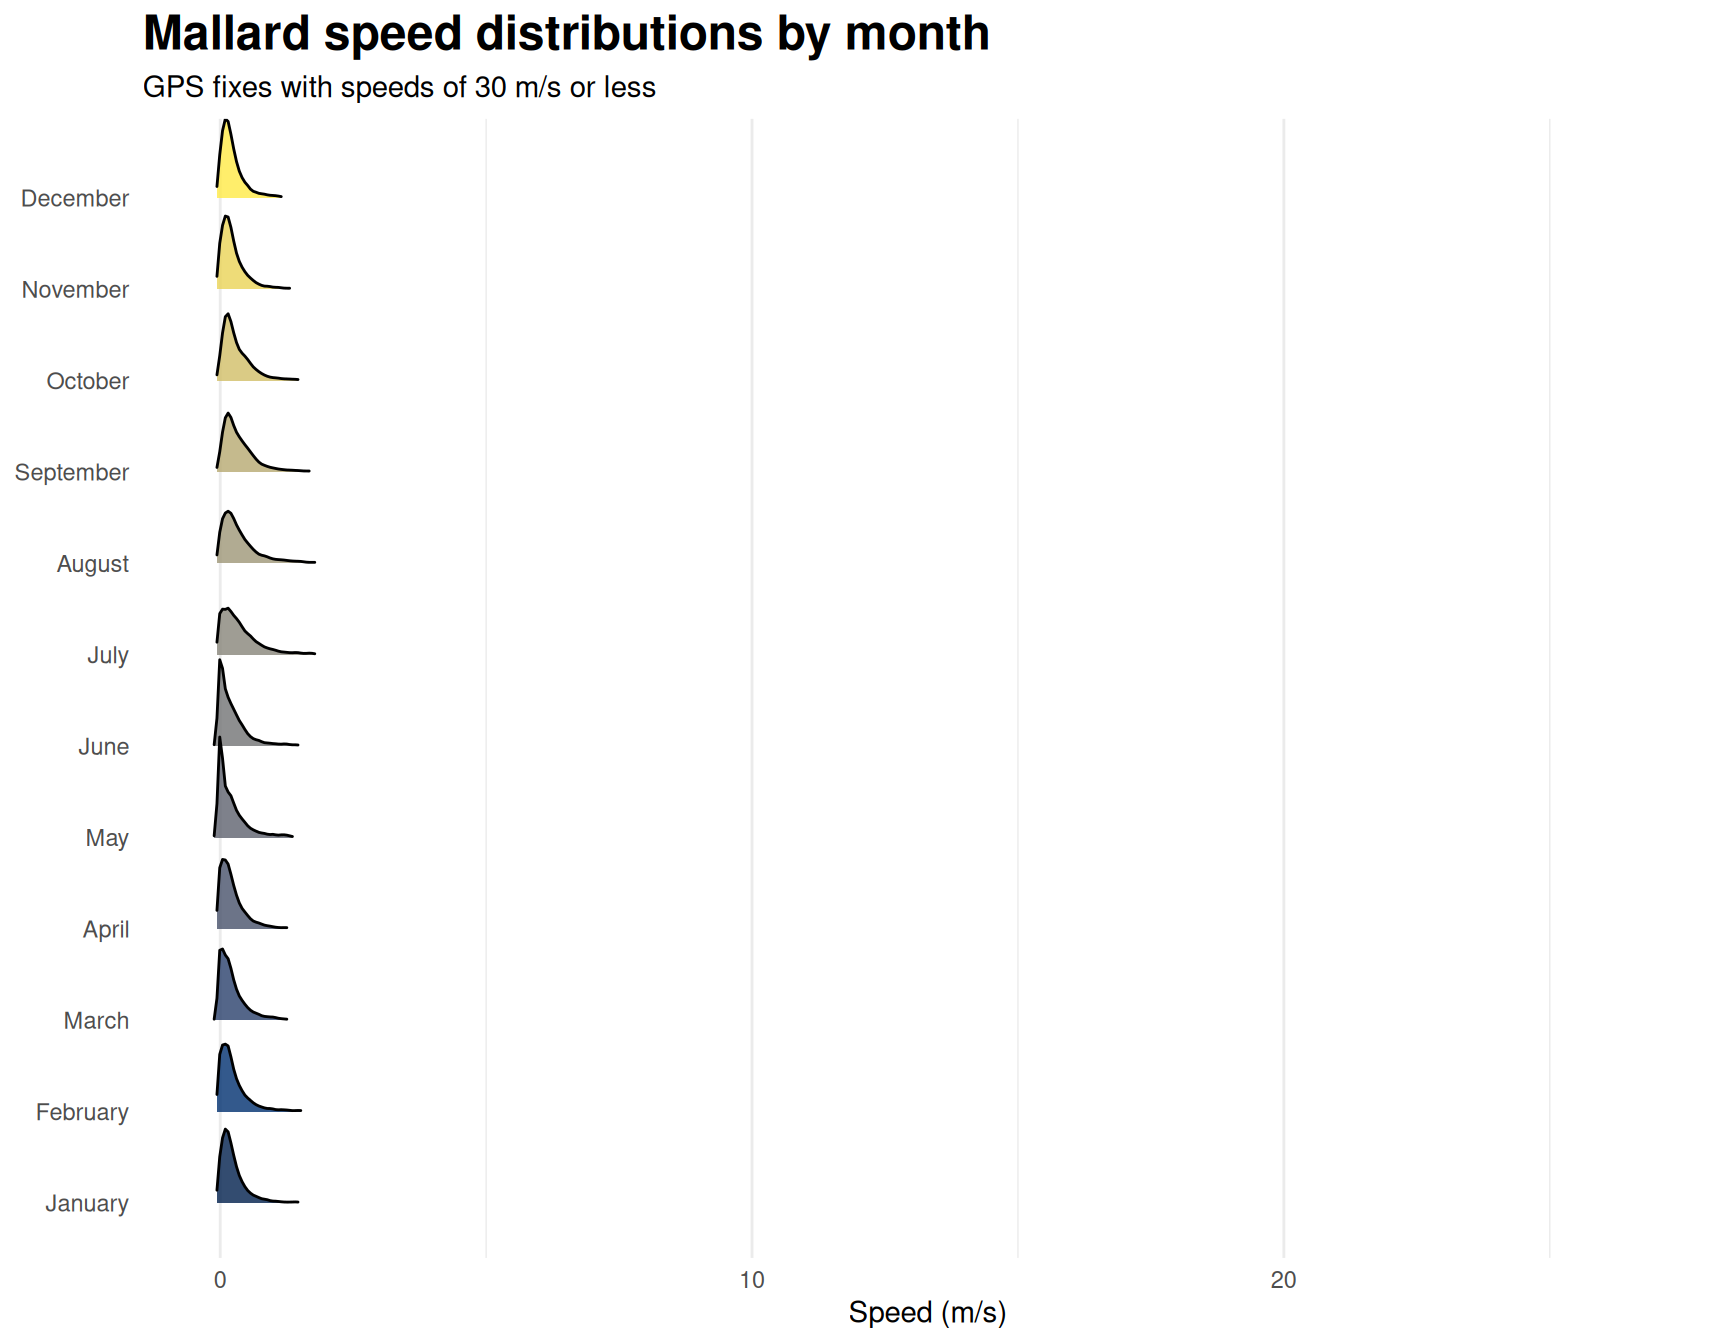 Mallard speed distributions by month
GPS fixes with speeds of 30 m/s or less
December
November
October
September
August
July
June
May
April
March
February
January
0 10 20
Speed (m/s)